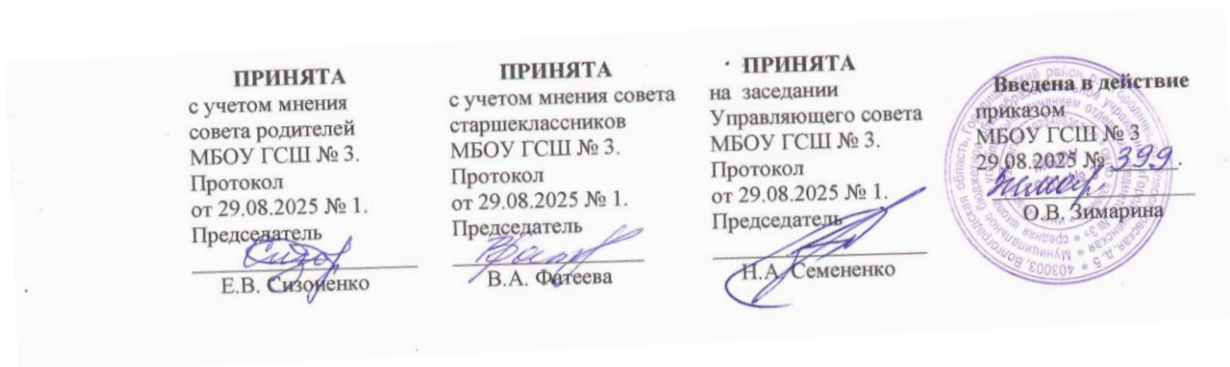 ПРИНЯТА
с учетом мнения
совета родителей
МБОУ ГСШ № 3.
Протокол
от 29.08.2025 № 1.
Председатель
Е.В. Сизоненко
ПРИНЯТА
с учетом мнения совета
старшеклассников
МБОУ ГСШ № 3.
Протокол
от 29.08.2025 № 1.
Председатель
В.А. Фатеева
ПРИНЯТА
на заседании
Управляющего совета
МБОУ ГСШ № 3.
Протокол
от 29.08.2025 № 1.
Председатель
Н.А. Семененко
Введена в действие
приказом
МБОУ ГСШ № 3
29.08.2025 № 399.
О.В. Зимарина